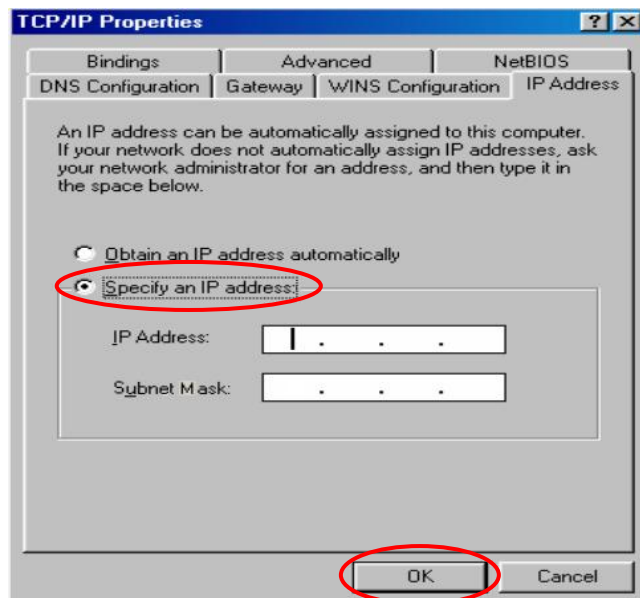 TCP/IP Properties
? ×
Bindings Advanced NetBIOS
DNS Configuration Gateway WINS Configuration IP Address
An IP address can be automatically assigned to this computer.
If your network does not automatically assign IP addresses, ask
your network administrator for an address, and then type it in
the space below.
Obtain an IP address automatically
Specify an IP address:
IP Address: . . .
Subnet Mask: . . .
OK Cancel